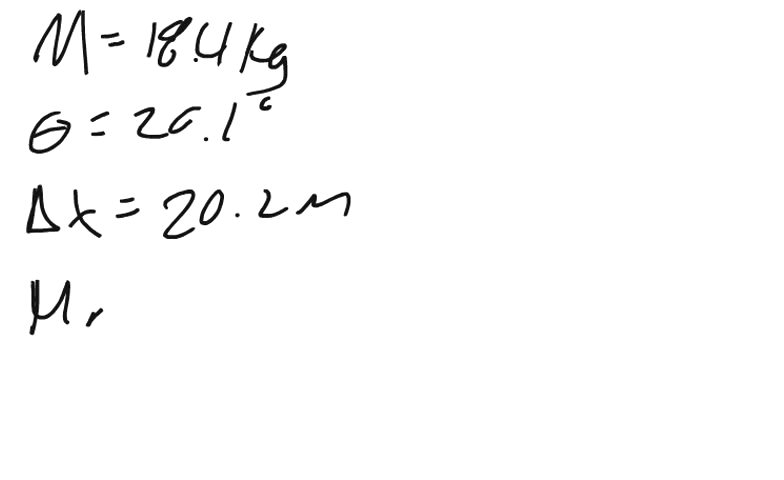 M = 18.4 kg
θ = 20.1°
Δx = 20.2 m
μ